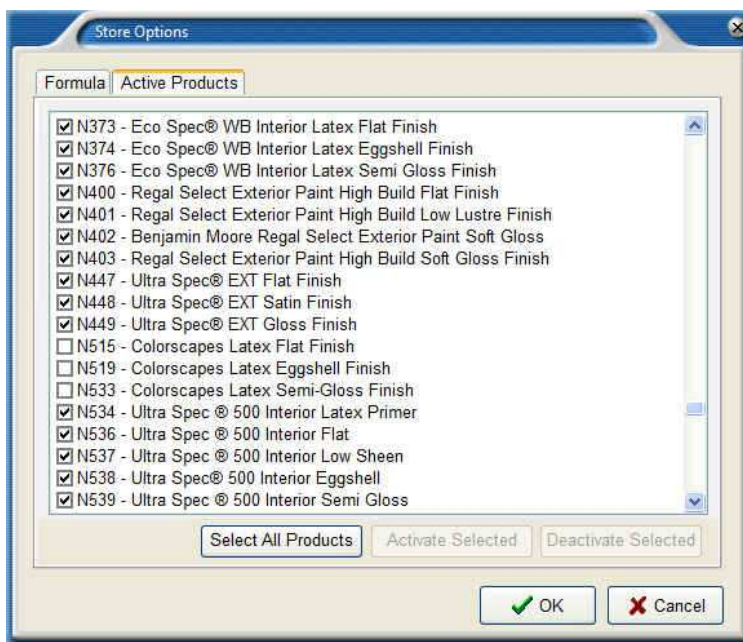 Store Options
Formula Active Products
N373 - Eco Spec® WB Interior Latex Flat Finish
N374 - Eco Spec® WB Interior Latex Eggshell Finish
N376 - Eco Spec® WB Interior Latex Semi Gloss Finish
N400 - Regal Select Exterior Paint High Build Flat Finish
N401 - Regal Select Exterior Paint High Build Low Lustre Finish
N402 - Benjamin Moore Regal Select Exterior Paint Soft Gloss
N403 - Regal Select Exterior Paint High Build Soft Gloss Finish
N447 - Ultra Spec® EXT Flat Finish
N448 - Ultra Spec® EXT Satin Finish
N449 - Ultra Spec® EXT Gloss Finish
N515 - Colorscapes Latex Flat Finish
N519 - Colorscapes Latex Eggshell Finish
N533 - Colorscapes Latex Semi-Gloss Finish
N534 - Ultra Spec ® 500 Interior Latex Primer
N536 - Ultra Spec ® 500 Interior Flat
N537 - Ultra Spec ® 500 Interior Low Sheen
N538 - Ultra Spec® 500 Interior Eggshell
N539 - Ultra Spec ® 500 Interior Semi Gloss
Select All Products Activate Selected Deactivate Selected
OK Cancel